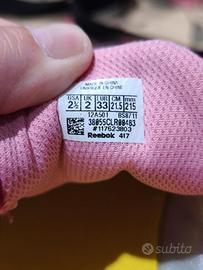 MADE IN CHINA
FABRIQUÉ EN CHINE
USA UK EUR CM mm
2½ 2 33 21.5 215
12A501 BS8711
38055CLR00483
#117623803
Reebok 417
subito